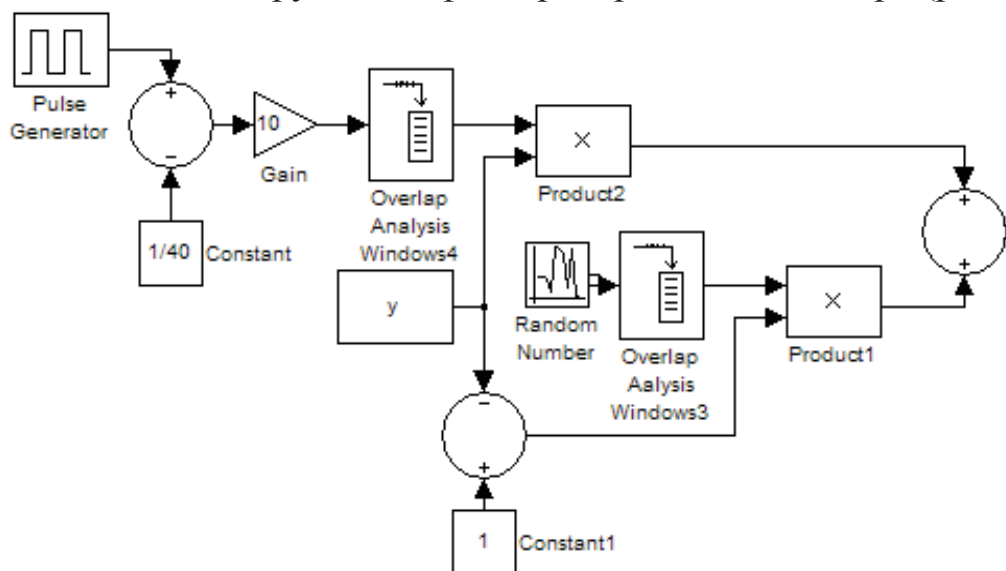 Pulse
Generator
+
−
10
Gain
1/40
Constant
Overlap
Analysis
Windows4
×
Product2
y
Random
Number
Overlap
Aalysis
Windows3
×
Product1
+
+
−
+
1
Constant1